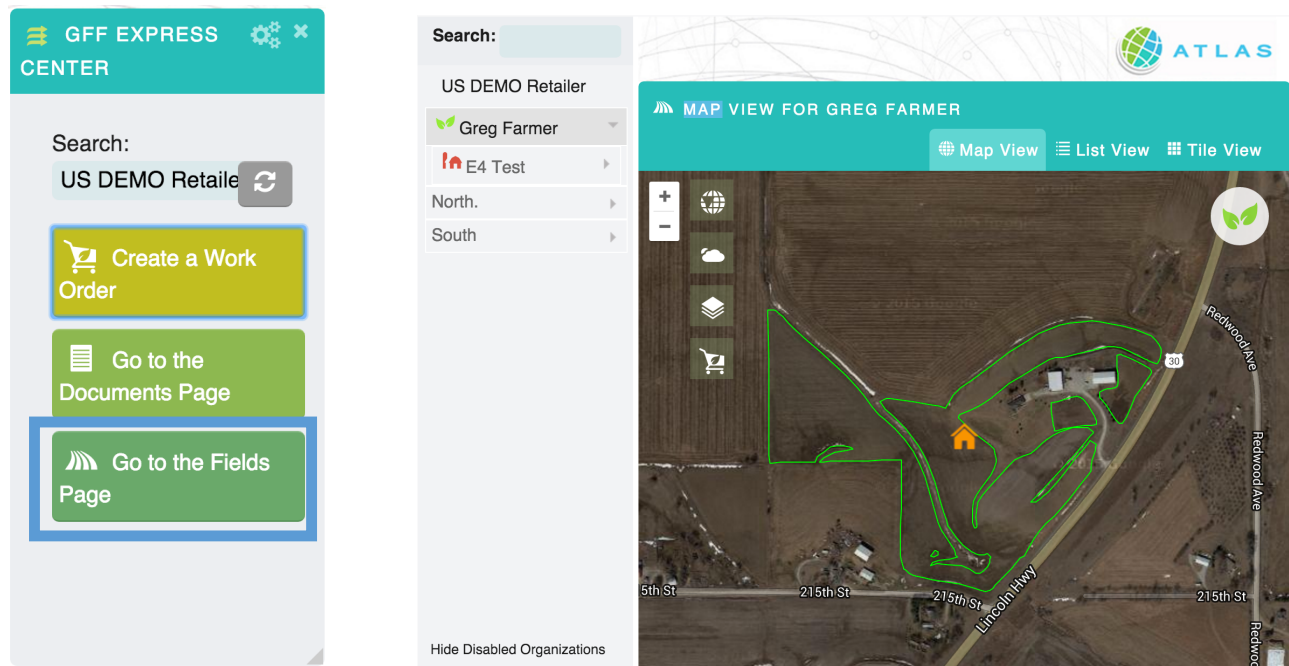 GFF EXPRESS
CENTER
Search:
US DEMO Retaile
Create a Work
Order
Go to the
Documents Page
Go to the Fields
Page
Search:
US DEMO Retailer
Greg Farmer
E4 Test
North.
South
Hide Disabled Organizations
ATLAS
MAP VIEW FOR GREG FARMER
Map View
List View
Tile View
+
−
30
Redwood Ave
Redwood Ave
Redwood Ave
5th St
215th St
215th St
Lincoln Hwy
215th St
Redwoo